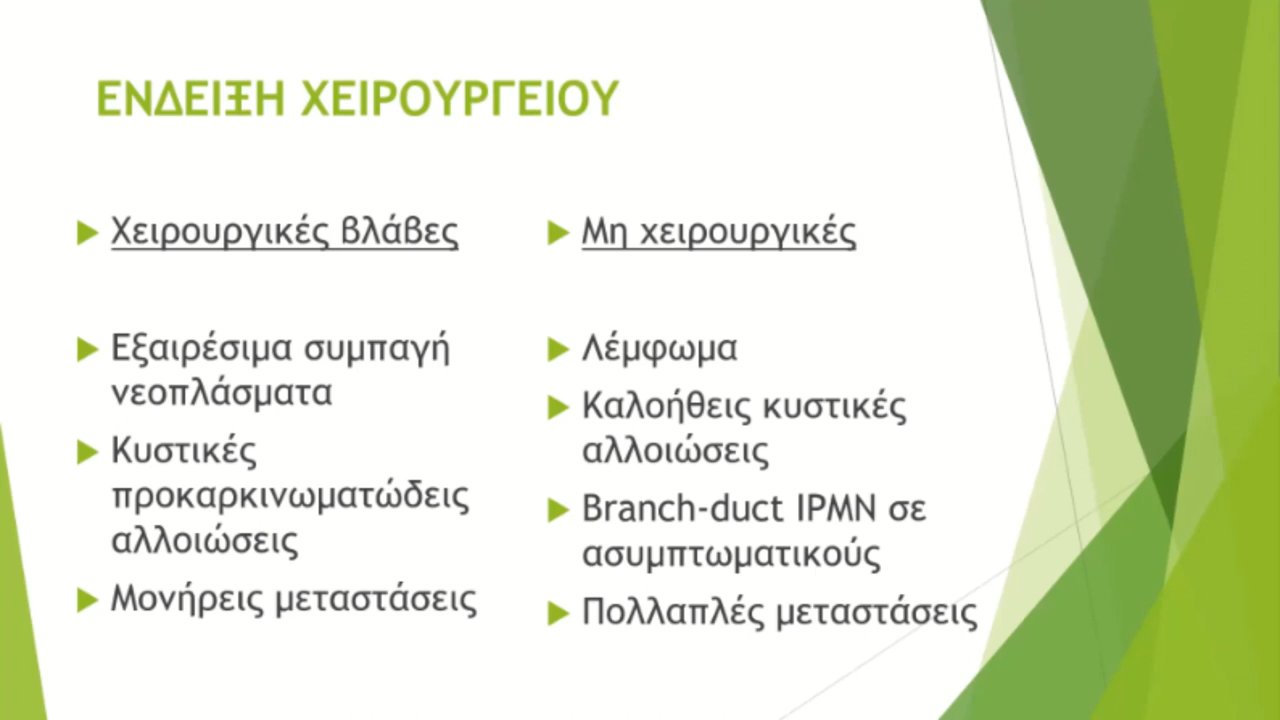 ΕΝΔΕΙΞΗ ΧΕΙΡΟΥΡΓΕΙΟΥ
Χειρουργικές βλάβες
Εξαιρέσιμα συμπαγή
νεοπλάσματα
Κυστικές
προκαρκινωματώδεις
αλλοιώσεις
Μονήρεις μεταστάσεις
Μη χειρουργικές
Λέμφωμα
Καλοήθεις κυστικές
αλλοιώσεις
Branch-duct IPMN σε
ασυμπτωματικούς
Πολλαπλές μεταστάσεις